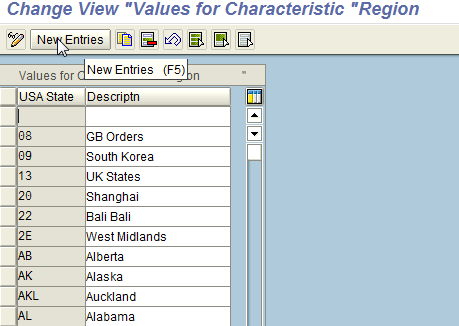 Change View "Values for Characteristic "Region
New Entries
New Entries (F5)
Values for C gion "
USA State Descriptn
08 GB Orders
09 South Korea
13 UK States
20 Shanghai
22 Bali Bali
2E West Midlands
AB Alberta
AK Alaska
AKL Auckland
AL Alabama